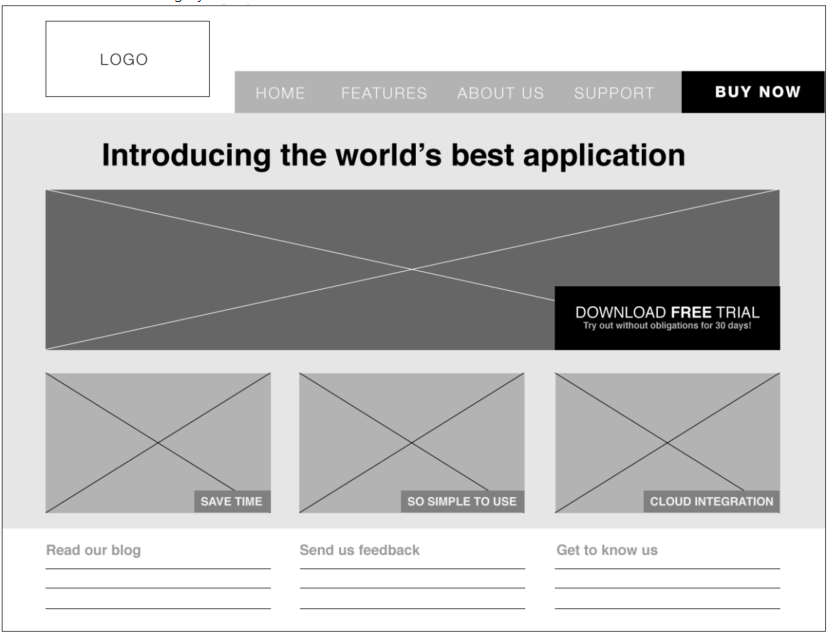 LOGO
HOME FEATURES ABOUT US SUPPORT BUY NOW
Introducing the world's best application
DOWNLOAD FREE TRIAL
Try out without obligations for 30 days!
SAVE TIME
SO SIMPLE TO USE
CLOUD INTEGRATION
Read our blog
Send us feedback
Get to know us